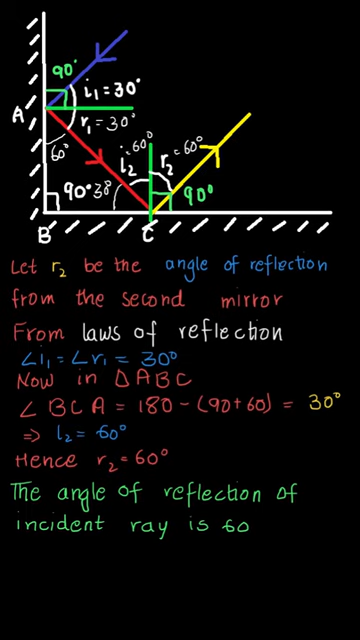 90°
i₁=30°
A
r₁=30°
60°
i₂=60°
r₂=60°
90° 30
90°
B
C
Let r₂ be the angle of reflection
from the second mirror
From laws of reflection
∠i₁ = ∠r₁ = 30°
Now in △ABC
∠ BCA = 180 - (90+60) = 30°
⇒ i₂ = 60°
Hence r₂ = 60°
The angle of reflection of
incident ray is 60